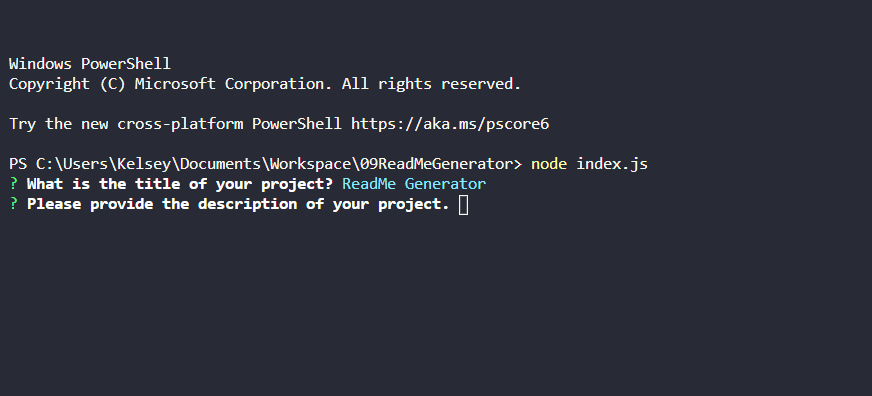 Windows PowerShell
Copyright (C) Microsoft Corporation. All rights reserved.
Try the new cross-platform PowerShell https://aka.ms/pscore6
PS C:\Users\Kelsey\Documents\Workspace\09ReadMeGenerator> node index.js
? What is the title of your project? ReadMe Generator
? Please provide the description of your project.